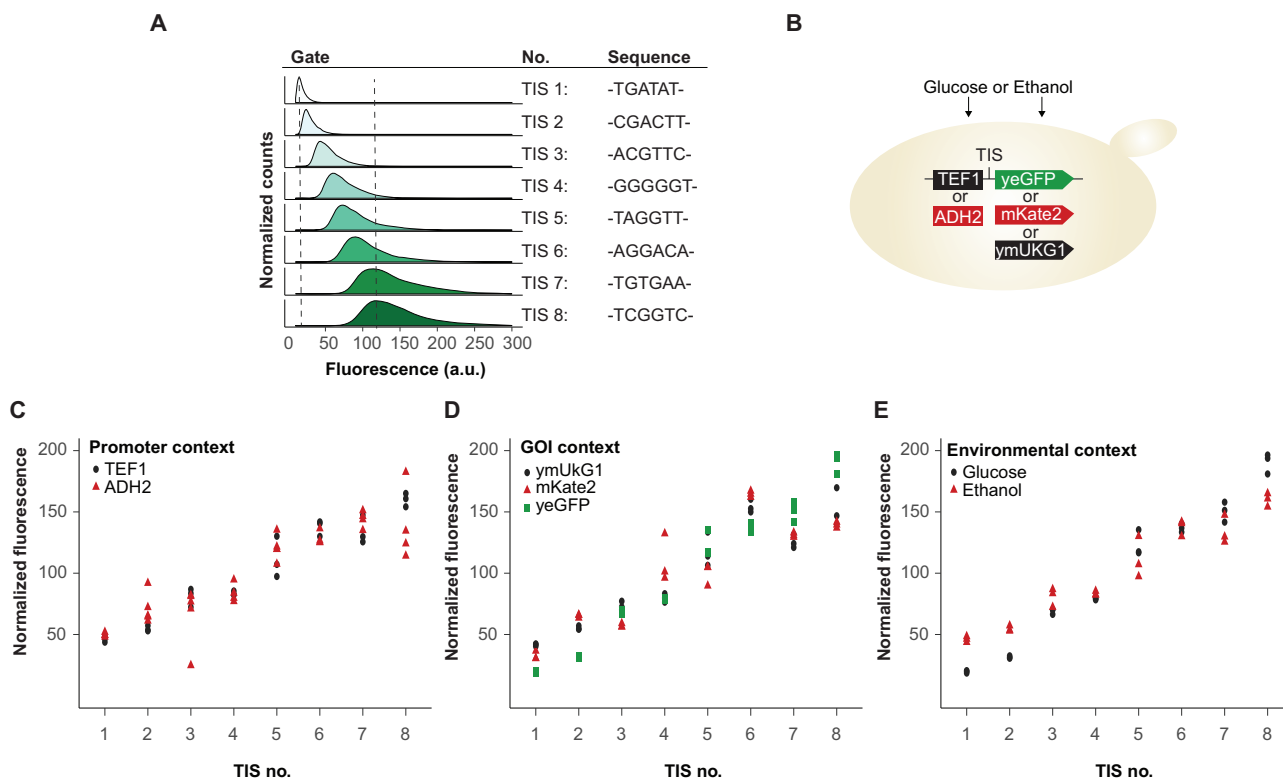 A
Gate No. Sequence
TIS 1: -TGATAT-
TIS 2 -CGACTT-
TIS 3: -ACGTTC-
TIS 4: -GGGGGT-
TIS 5: -TAGGTT-
TIS 6: -AGGACA-
TIS 7: -TGTGAA-
TIS 8: -TCGGTC-
Normalized counts
0 50 100 150 200 250 300
Fluorescence (a.u.)
B
Glucose or Ethanol
TIS
TEF1 yeGFP
or or
ADH2 mKate2
or
ymUKG1
C
Promoter context
TEF1
ADH2
Normalized fluorescence
200
150
100
50
1 2 3 4 5 6 7 8
TIS no.
D
GOI context
ymUkG1
mKate2
yeGFP
Normalized fluorescence
200
150
100
50
1 2 3 4 5 6 7 8
TIS no.
E
Environmental context
Glucose
Ethanol
Normalized fluorescence
200
150
100
50
1 2 3 4 5 6 7 8
TIS no.